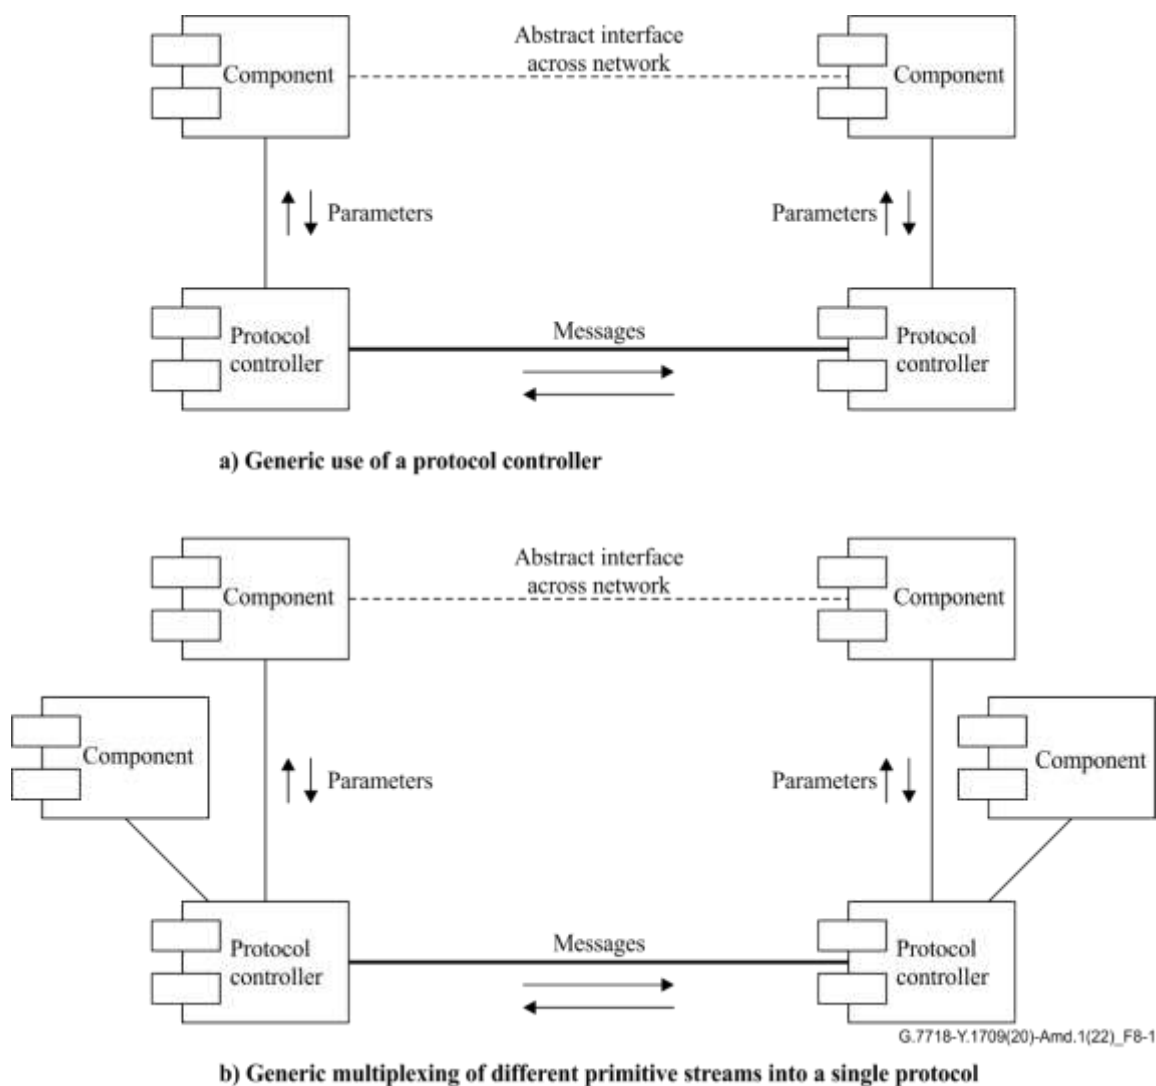 Abstract interface
across network
Component
Component
Parameters
Parameters
Protocol
controller
Messages
Protocol
controller
a) Generic use of a protocol controller
Abstract interface
across network
Component
Component
Component
Component
Parameters
Parameters
Protocol
controller
Messages
Protocol
controller
G.7718-Y.1709(20)-Amd.1(22)_F8-1
b) Generic multiplexing of different primitive streams into a single protocol